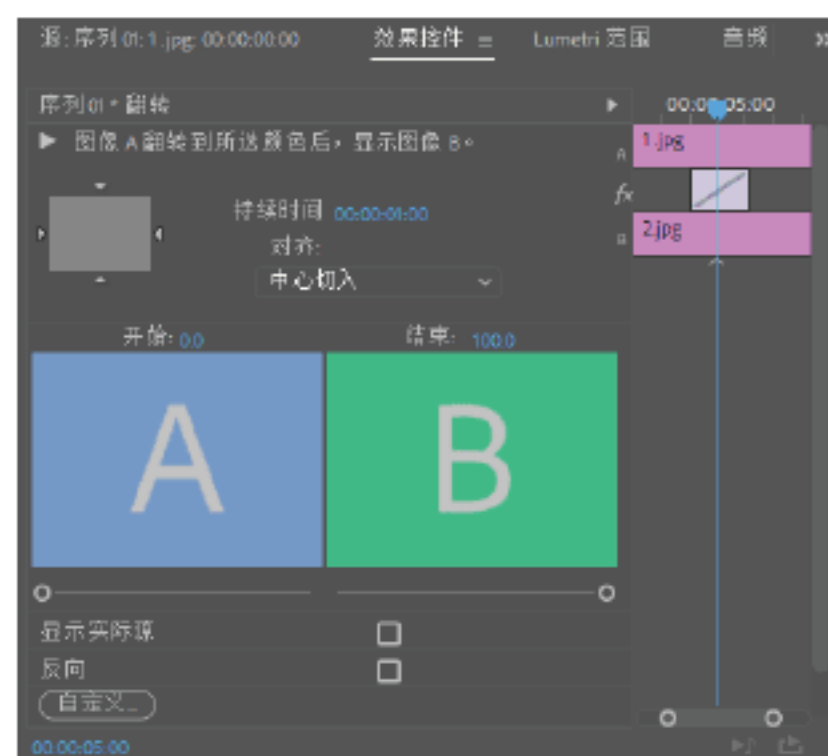 源: 序列 01: 1.jpg: 00:00:00:00 效果控件 Lumetri 范围 音频 »
序列 01 * 翻转 00:00:05:00
图像 A 翻转到所选颜色后，显示图像 B。
A 1.jpg
fx
持续时间 00:00:01:00
B 2.jpg
对齐:
中心切入
开始: 0.0 结束: 100.0
A B
显示实际源
反向
自定义...
00:00:05:00